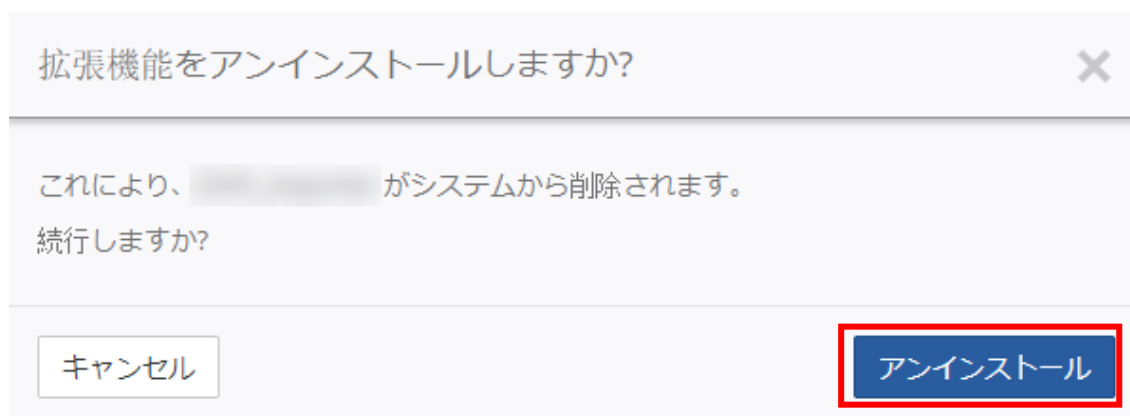 拡張機能をアンインストールしますか?
これにより、 がシステムから削除されます。
続行しますか?
キャンセル
アンインストール